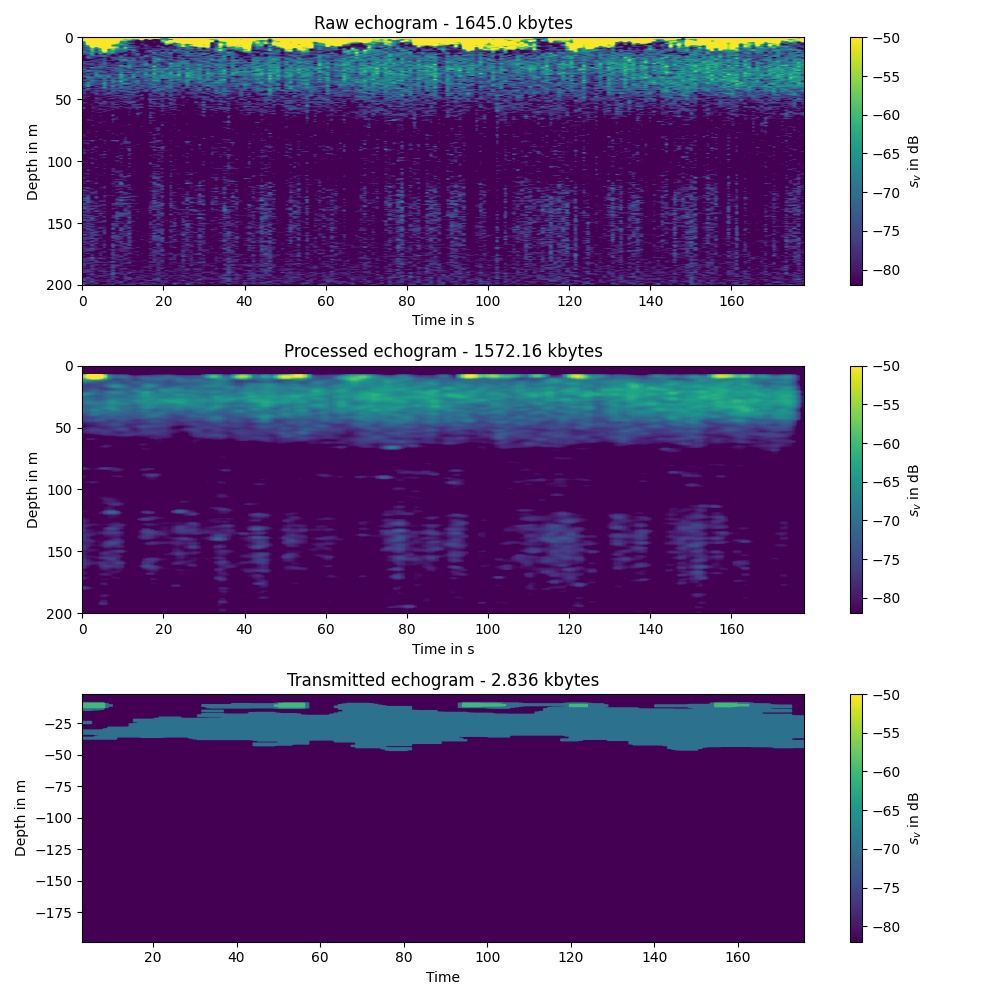 Raw echogram - 1645.0 kbytes
0
50
100
150
200
Depth in m
0 20 40 60 80 100 120 140 160
Time in s
−50
−55
−60
−65
−70
−75
−80
s_v in dB
Processed echogram - 1572.16 kbytes
0
50
100
150
200
Depth in m
0 20 40 60 80 100 120 140 160
Time in s
−50
−55
−60
−65
−70
−75
−80
s_v in dB
Transmitted echogram - 2.836 kbytes
−25
−50
−75
−100
−125
−150
−175
Depth in m
20 40 60 80 100 120 140 160
Time
−50
−55
−60
−65
−70
−75
−80
s_v in dB